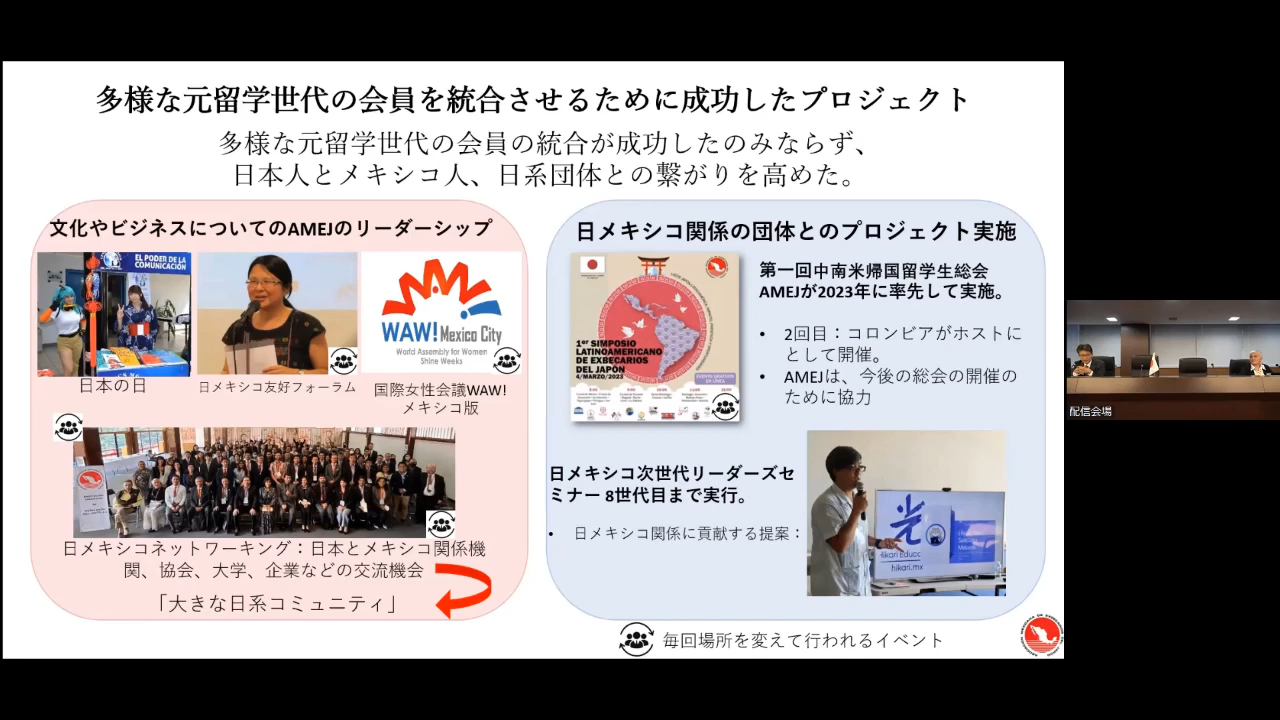 多様な元留学世代の会員を統合させるために成功したプロジェクト
多様な元留学世代の会員の統合が成功したのみならず、
日本人とメキシコ人、日系団体との繋がりを高めた。
文化やビジネスについてのAMEJのリーダーシップ
EL PODER DE LA
COMUNICACIÓN
日本の日
日メキシコ友好フォーラム
WAW! Mexico City
World Assembly for Women
Shine Weeks
国際女性会議WAW!
メキシコ版
日メキシコネットワーキング：日本とメキシコ関係機
関、協会、大学、企業などの交流機会
「大きな日系コミュニティ」
日メキシコ関係の団体とのプロジェクト実施
1er SIMPOSIO
LATINOAMERICANO
DE EXBECARIOS
DEL JAPÓN
4/MARZO/2023
EVENTO GRATUITO
EN LÍNEA
第一回中南米帰国留学生総会
AMEJが2023年に率先して実施。
• 2回目：コロンビアがホストに
として開催。
• AMEJは、今後の総会の開催の
ために協力
日メキシコ次世代リーダーズセ
ミナー 8世代目まで実行。
• 日メキシコ関係に貢献する提案：
光
Hikari Educc
hikari.mx
毎回場所を変えて行われるイベント
配信会場